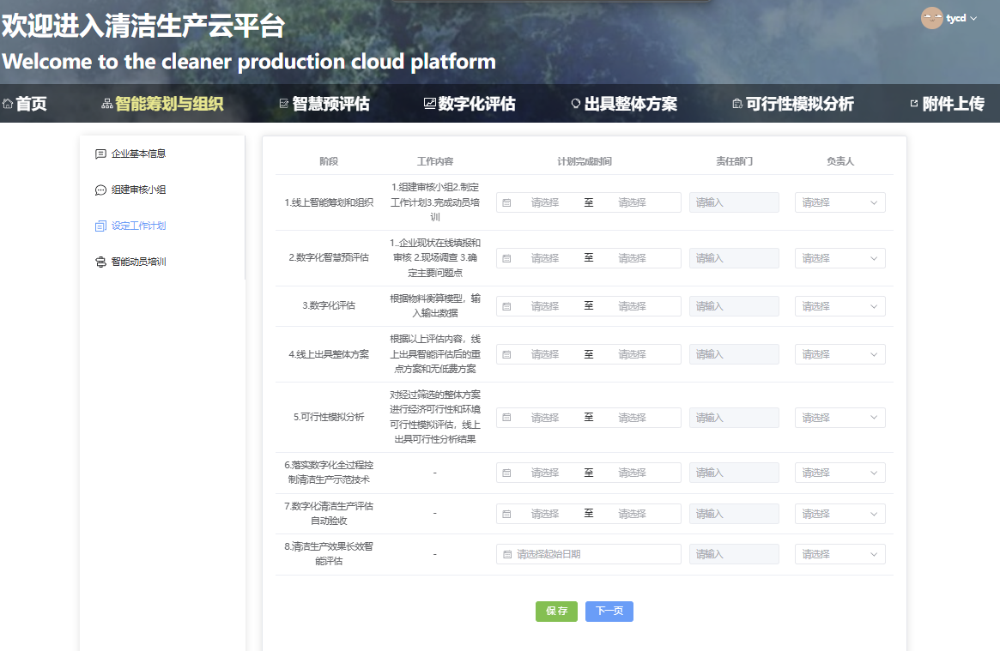 欢迎进入清洁生产云平台
tycd
Welcome to the cleaner production cloud platform
首页
智能筹划与组织
智慧预评估
数字化评估
出具整体方案
可行性模拟分析
附件上传
企业基本信息
组建审核小组
设定工作计划
智能动员培训
阶段
工作内容
计划完成时间
责任部门
负责人
1.线上智能筹划和组织
1.组建审核小组2.制定
工作计划3.完成动员培
训
请选择 至 请选择
请输入
请选择
2.数字化智慧预评估
1..企业现状在线填报和
审核 2.现场调查 3.确
定主要问题点
请选择 至 请选择
请输入
请选择
3.数字化评估
根据物料衡算模型，输
入输出数据
请选择 至 请选择
请输入
请选择
4.线上出具整体方案
根据以上评估内容，线
上出具智能评估后的重
点方案和无低费方案
请选择 至 请选择
请输入
请选择
5.可行性模拟分析
对经过筛选的整体方案
进行经济可行性和环境
可行性模拟评估，线上
出具可行性分析结果
请选择 至 请选择
请输入
请选择
6.落实数字化全过程控
制清洁生产示范技术
-
请选择 至 请选择
请输入
请选择
7.数字化清洁生产评估
自动验收
-
请选择 至 请选择
请输入
请选择
8.清洁生产效果长效智
能评估
-
请选择起始日期
请输入
请选择
保存
下一页